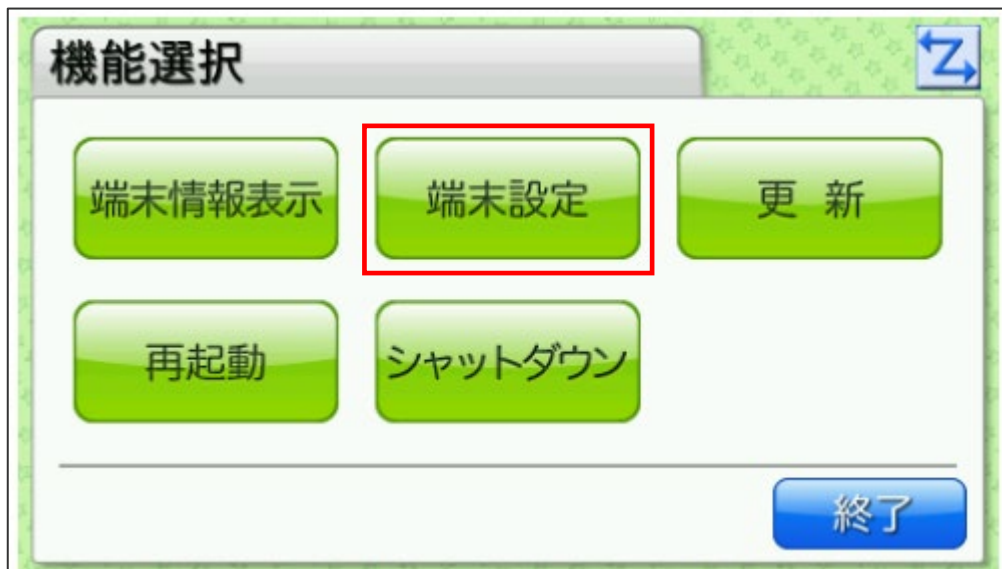 機能選択
Z
端末情報表示
端末設定
更 新
再起動
シャットダウン
終了